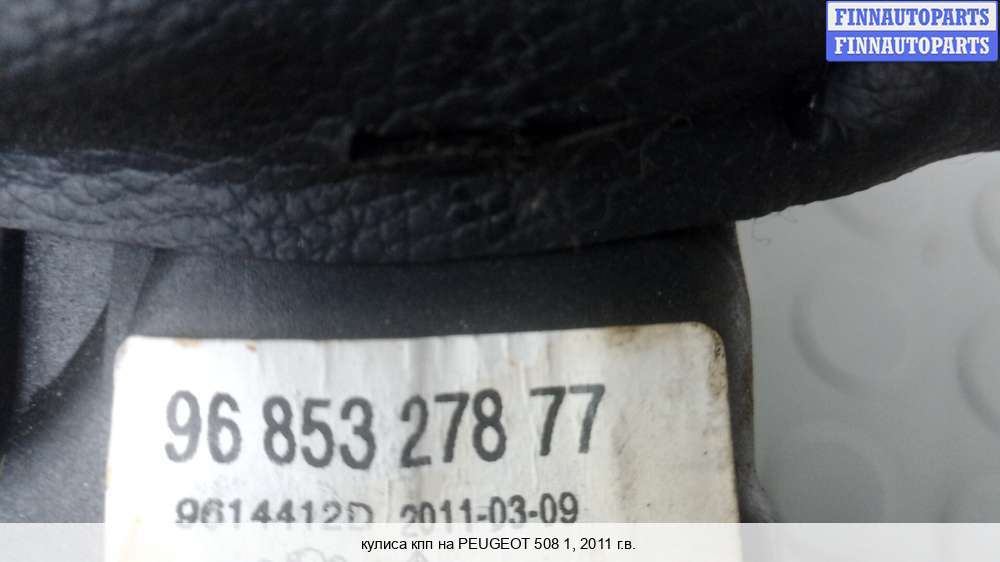 FINNAUTOPARTS
FINNAUTOPARTS
96 853 278 77
9614412D 2011-03-09
кулиса кпп на PEUGEOT 508 1, 2011 г.в.